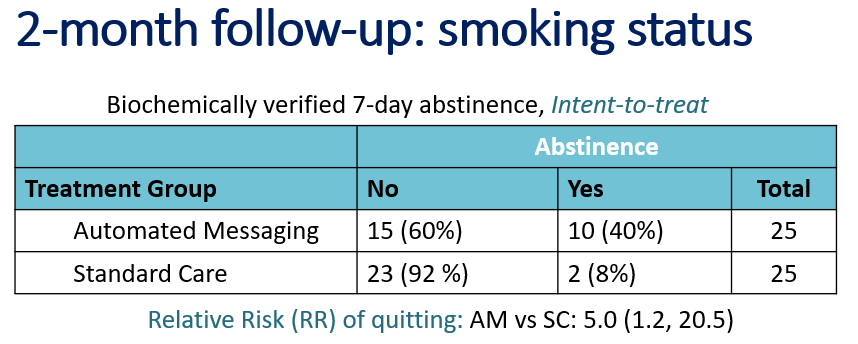 2-month follow-up: smoking status
Biochemically verified 7-day abstinence, Intent-to-treat
Abstinence
Treatment Group No Yes Total
Automated Messaging 15 (60%) 10 (40%) 25
Standard Care 23 (92 %) 2 (8%) 25
Relative Risk (RR) of quitting: AM vs SC: 5.0 (1.2, 20.5)